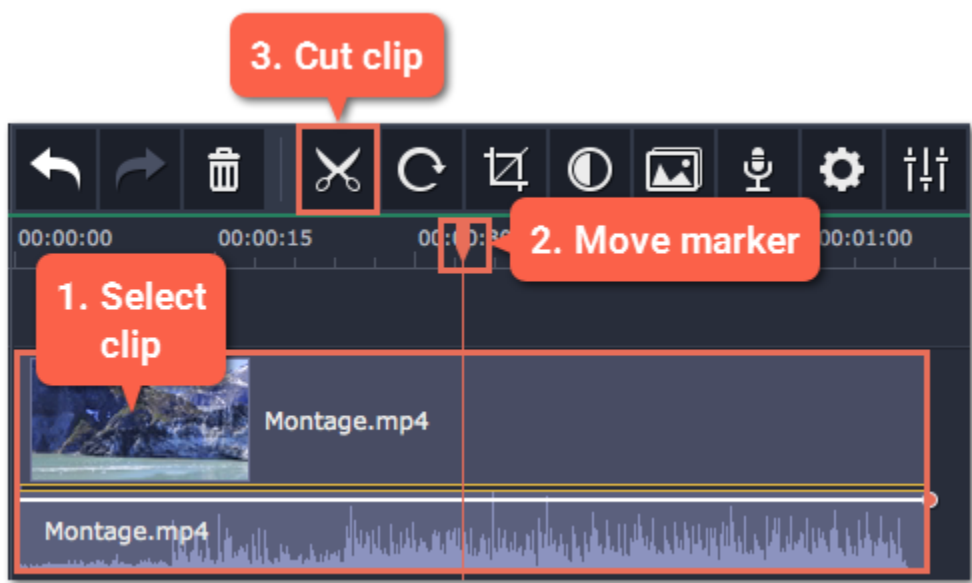 3. Cut clip
00:00:00
00:00:15
2. Move marker
00:01:00
1. Select
clip
Montage.mp4
Montage.mp4